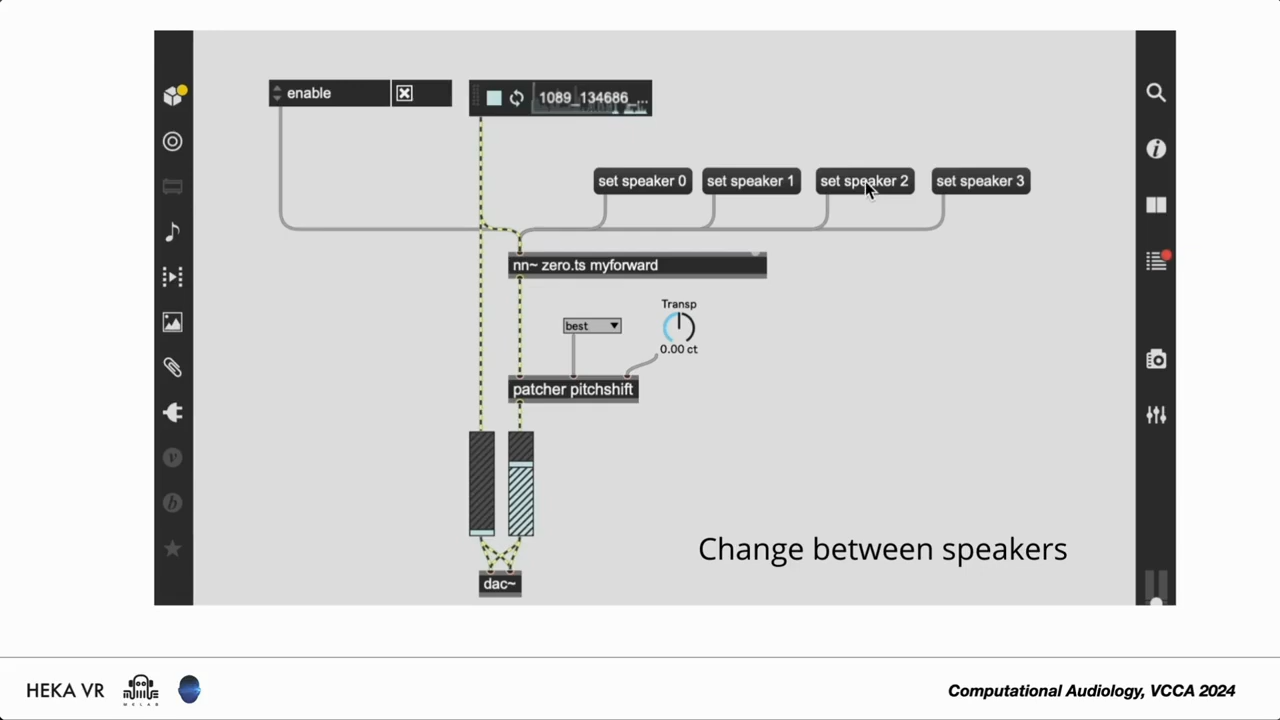 enable
1089_134686_...
set speaker 0
set speaker 1
set speaker 2
set speaker 3
nn~ zero.ts myforward
Transp
best
0.00 ct
patcher pitchshift
Change between speakers
dac~
HEKA VR
Computational Audiology, VCCA 2024